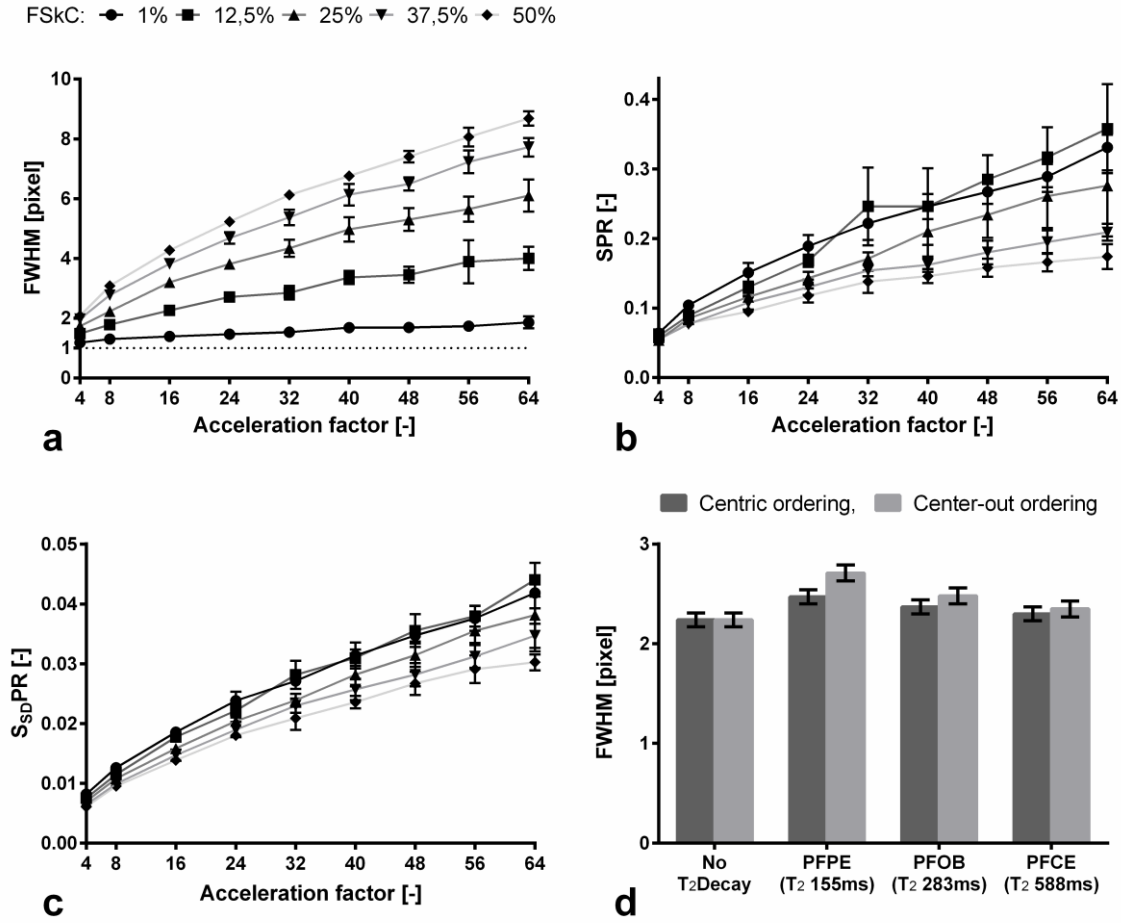 FSkC: 1% 12,5% 25% 37,5% 50%
10
8
6
4
2
1
0
FWHM [pixel]
4 8 16 24 32 40 48 56 64
Acceleration factor [-]
a
0.4
0.3
0.2
0.1
0.0
SPR [-]
4 8 16 24 32 40 48 56 64
Acceleration factor [-]
b
0.05
0.04
0.03
0.02
0.01
0.00
SSDPR [-]
4 8 16 24 32 40 48 56 64
Acceleration factor [-]
c
Centric ordering, Center-out ordering
3
2
1
0
FWHM [pixel]
No PFPE PFOB PFCE
T2Decay (T2 155ms) (T2 283ms) (T2 588ms)
d